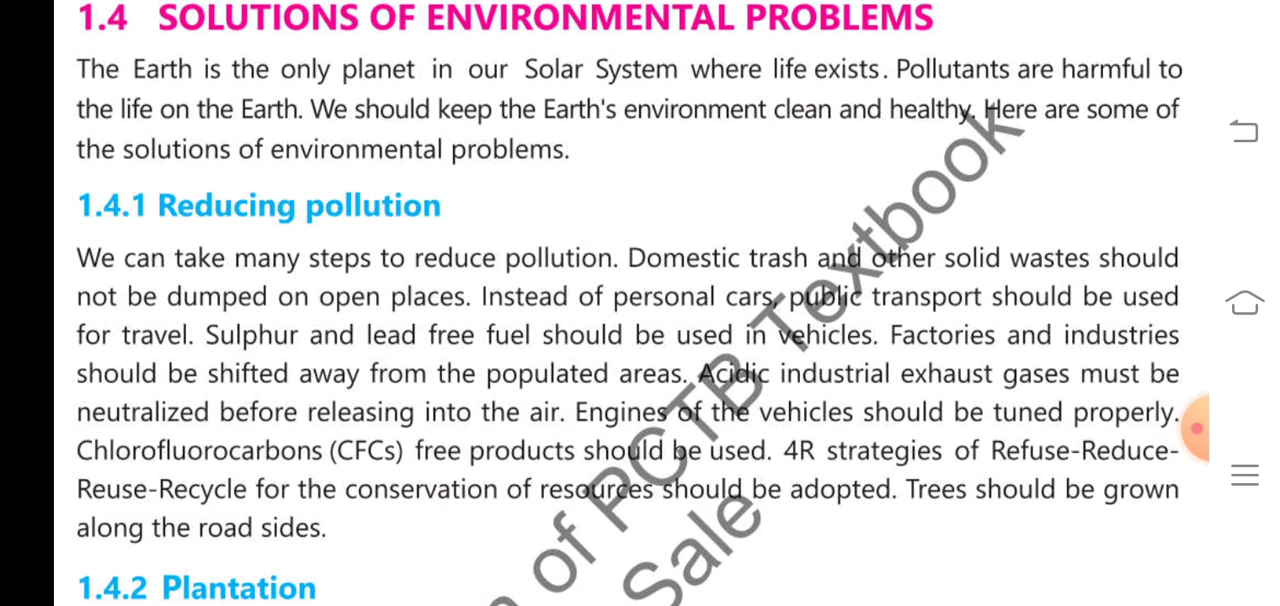 1.4 SOLUTIONS OF ENVIRONMENTAL PROBLEMS
The Earth is the only planet in our Solar System where life exists. Pollutants are harmful to
the life on the Earth. We should keep the Earth's environment clean and healthy. Here are some of
the solutions of environmental problems.
1.4.1 Reducing pollution
We can take many steps to reduce pollution. Domestic trash and other solid wastes should
not be dumped on open places. Instead of personal cars, public transport should be used
for travel. Sulphur and lead free fuel should be used in vehicles. Factories and industries
should be shifted away from the populated areas. Acidic industrial exhaust gases must be
neutralized before releasing into the air. Engines of the vehicles should be tuned properly.
Chlorofluorocarbons (CFCs) free products should be used. 4R strategies of Refuse-Reduce-
Reuse-Recycle for the conservation of resources should be adopted. Trees should be grown
along the road sides.
1.4.2 Plantation
of PCTB Textbook
Sale